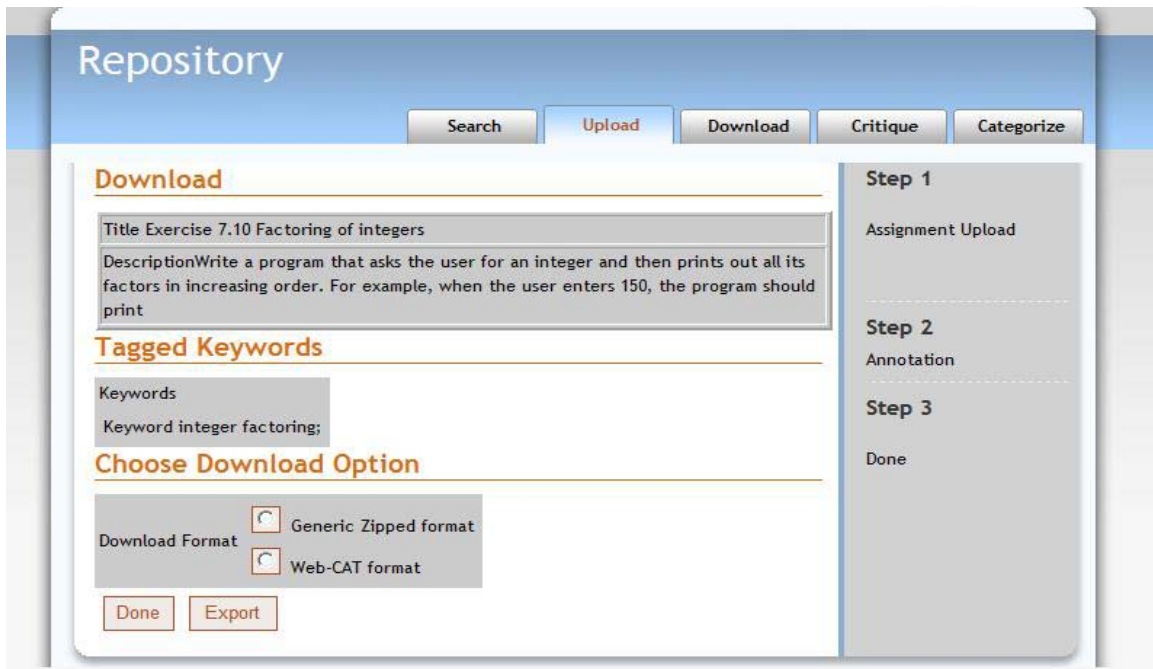 Repository
Search
Upload
Download
Critique
Categorize
Download
Title Exercise 7.10 Factoring of integers
DescriptionWrite a program that asks the user for an integer and then prints out all its
factors in increasing order. For example, when the user enters 150, the program should
print
Tagged Keywords
Keywords
Keyword integer factoring;
Choose Download Option
Download Format
Generic Zipped format
Web-CAT format
Done
Export
Step 1
Assignment Upload
Step 2
Annotation
Step 3
Done